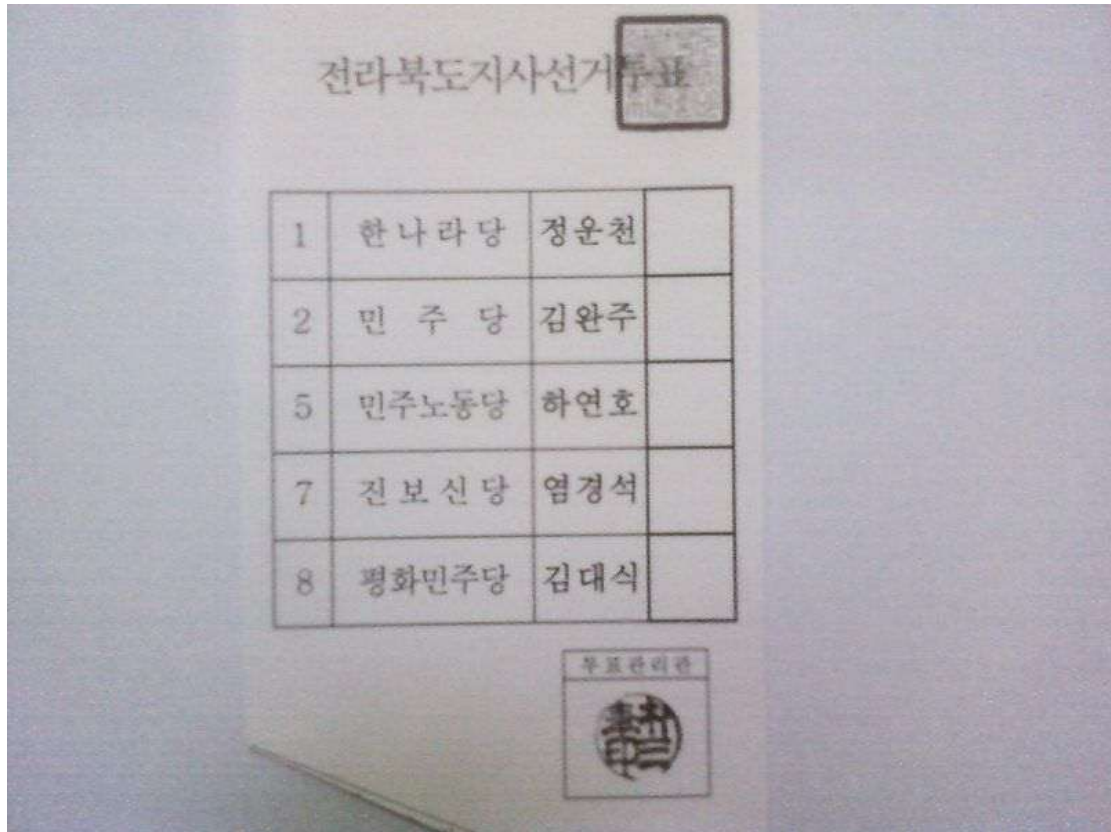 전라북도지사선거투표
1 한나라당 정운천
2 민주당 김완주
5 민주노동당 하연호
7 진보신당 염경석
8 평화민주당 김대식
투표관리관